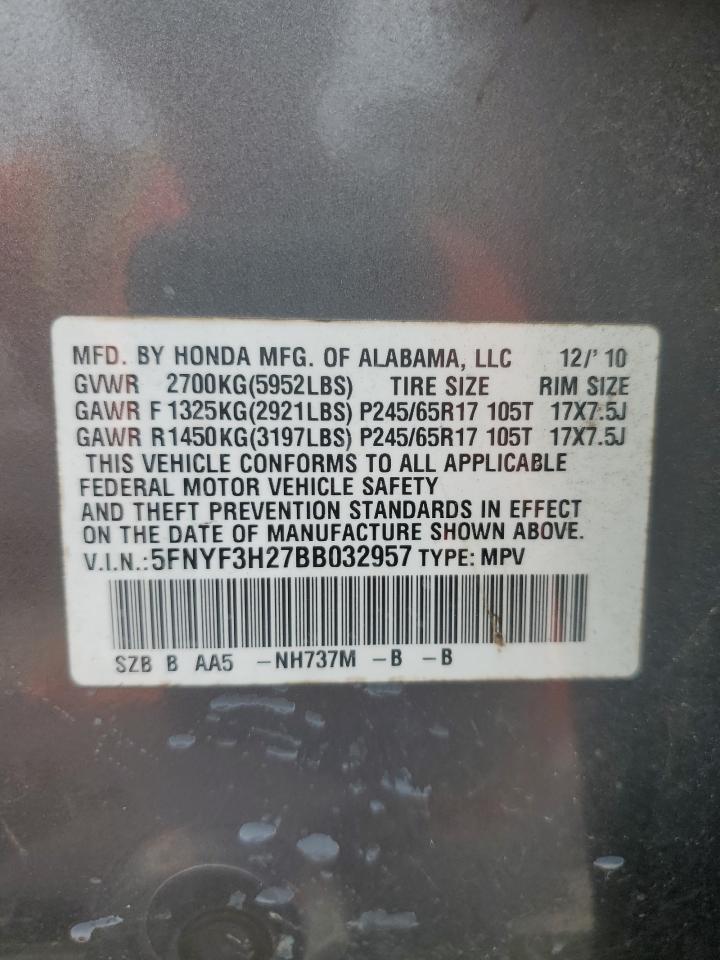 MFD. BY HONDA MFG. OF ALABAMA, LLC 12/'10
GVWR 2700KG(5952LBS) TIRE SIZE RIM SIZE
GAWR F 1325KG(2921LBS) P245/65R17 105T 17X7.5J
GAWR R 1450KG(3197LBS) P245/65R17 105T 17X7.5J
THIS VEHICLE CONFORMS TO ALL APPLICABLE
FEDERAL MOTOR VEHICLE SAFETY
AND THEFT PREVENTION STANDARDS IN EFFECT
ON THE DATE OF MANUFACTURE SHOWN ABOVE.
V.I.N.:5FNYF3H27BB032957 TYPE: MPV
SZB B AA5 -NH737M -B -B